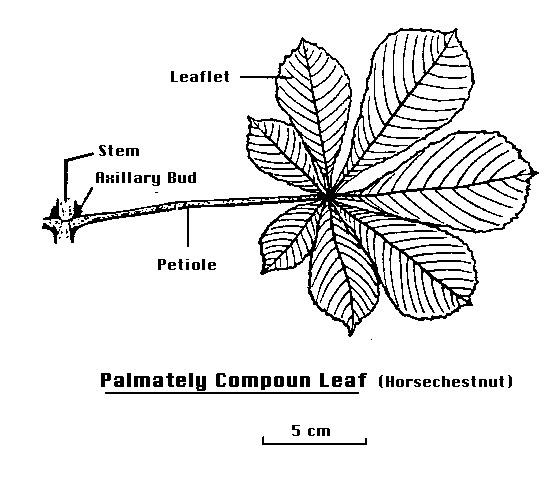 Leaflet
Stem
Axillary Bud
Petiole
Palmately Compoun Leaf (Horsechestnut)
5 cm